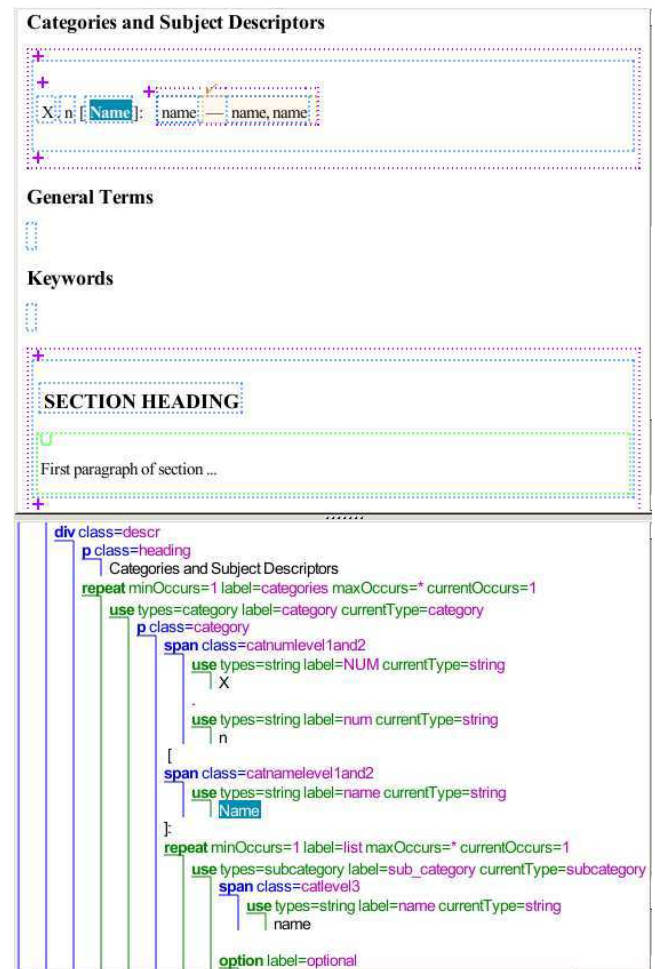 Categories and Subject Descriptors
X . n [ Name ]: name — name, name
General Terms
Keywords
SECTION HEADING
First paragraph of section ...
div class=descr
p class=heading
Categories and Subject Descriptors
repeat minOccurs=1 label=categories maxOccurs=* currentOccurs=1
use types=category label=category currentType=category
p class=category
span class=catnumlevel1and2
use types=string label=NUM currentType=string
X
.
use types=string label=num currentType=string
n
[
span class=catnamelevel1and2
use types=string label=name currentType=string
Name
]:
repeat minOccurs=1 label=list maxOccurs=* currentOccurs=1
use types=subcategory label=sub_category currentType=subcategory
span class=catlevel3
use types=string label=name currentType=string
name
option label=optional